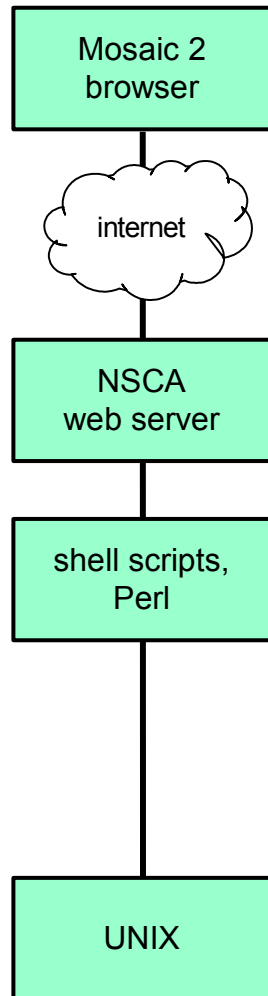 Mosaic 2
browser
internet
NSCA
web server
shell scripts,
Perl
UNIX